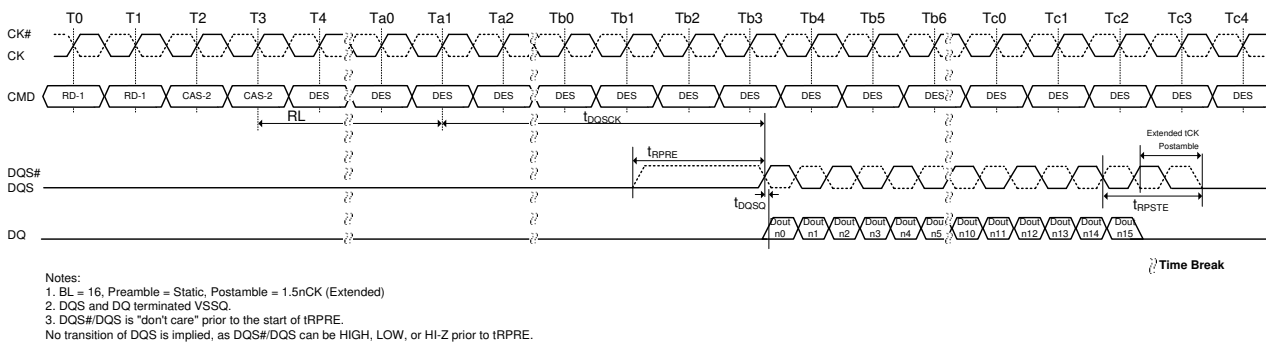 T0 T1 T2 T3 T4 Ta0 Ta1 Ta2 Tb0 Tb1 Tb2 Tb3 Tb4 Tb5 Tb6 Tc0 Tc1 Tc2 Tc3 Tc4
CK#
CK
CMD RD-1 RD-1 CAS-2 CAS-2 DES DES DES DES DES DES DES DES DES DES DES DES DES DES DES DES
RL tDQSCK
Extended tCK
Postamble
tRPRE
DQS#
DQS
tDQSQ tRPSTE
DQ Dout n0 Dout n1 Dout n2 Dout n3 Dout n4 Dout n5 Dout n10 Dout n11 Dout n12 Dout n13 Dout n14 Dout n15
Time Break
Notes:
1. BL = 16, Preamble = Static, Postamble = 1.5nCK (Extended)
2. DQS and DQ terminated VSSQ.
3. DQS#/DQS is "don't care" prior to the start of tRPRE.
No transition of DQS is implied, as DQS#/DQS can be HIGH, LOW, or HI-Z prior to tRPRE.